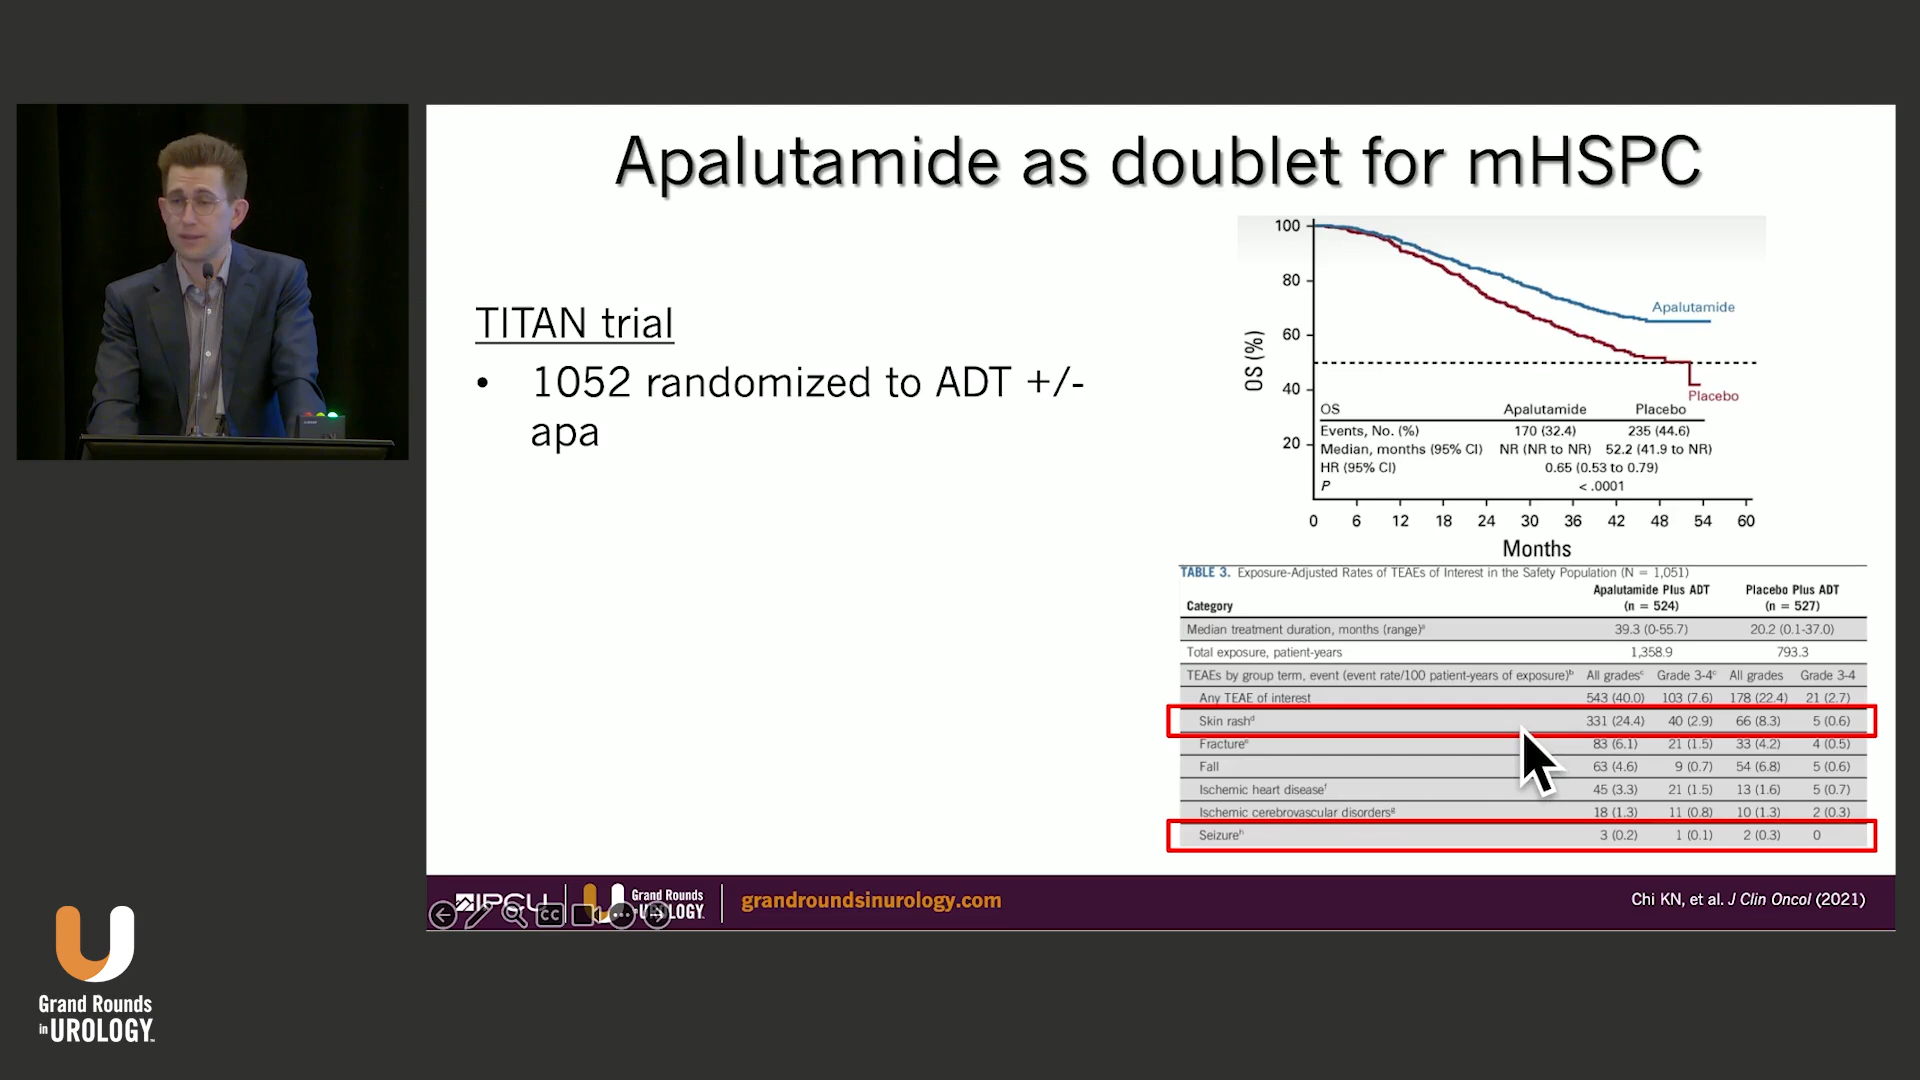 Apalutamide as doublet for mHSPC
TITAN trial
• 1052 randomized to ADT +/-
apa
100
80
60
40
20
OS (%)
Apalutamide
Placebo
OS Apalutamide Placebo
Events, No. (%) 170 (32.4) 235 (44.6)
Median, months (95% CI) NR (NR to NR) 52.2 (41.9 to NR)
HR (95% CI) 0.65 (0.53 to 0.79)
P < .0001
0 6 12 18 24 30 36 42 48 54 60
Months
TABLE 3. Exposure-Adjusted Rates of TEAEs of Interest in the Safety Population (N = 1,051)
Apalutamide Plus ADT Placebo Plus ADT
Category (n = 524) (n = 527)
Median treatment duration, months (range)ᵃ 39.3 (0-55.7) 20.2 (0.1-37.0)
Total exposure, patient-years 1,358.9 793.3
TEAEs by group term, event (event rate/100 patient-years of exposure)ᵇ All gradesᶜ Grade 3-4ᶜ All grades Grade 3-4
Any TEAE of interest 543 (40.0) 103 (7.6) 178 (22.4) 21 (2.7)
Skin rashᵈ 331 (24.4) 40 (2.9) 66 (8.3) 5 (0.6)
Fractureᵉ 83 (6.1) 21 (1.5) 33 (4.2) 4 (0.5)
Fall 63 (4.6) 9 (0.7) 54 (6.8) 5 (0.6)
Ischemic heart diseaseᶠ 45 (3.3) 21 (1.5) 13 (1.6) 5 (0.7)
Ischemic cerebrovascular disordersᵍ 18 (1.3) 11 (0.8) 10 (1.3) 2 (0.3)
Seizureʰ 3 (0.2) 1 (0.1) 2 (0.3) 0
IPCU
Grand Rounds
in UROLOGY
CC
grandroundsinurology.com
Chi KN, et al. J Clin Oncol (2021)
Grand Rounds
in UROLOGY™